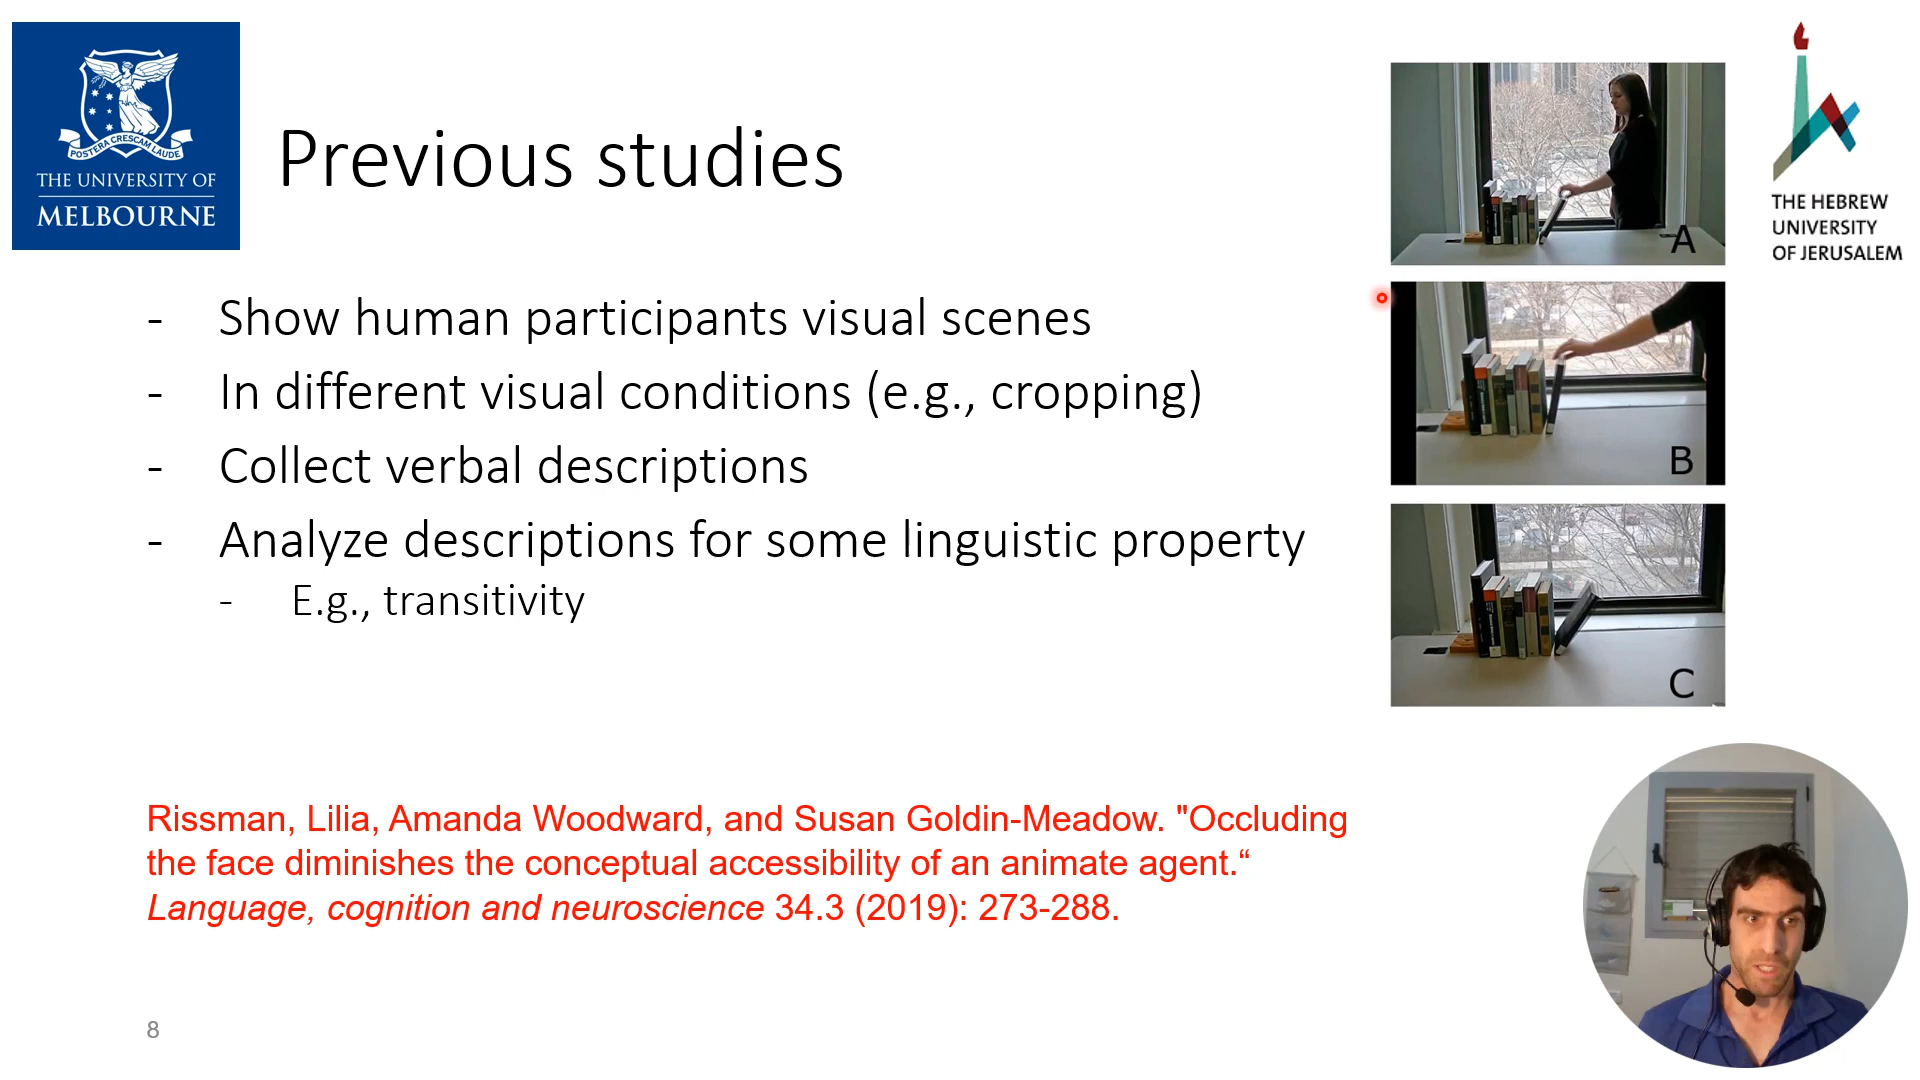 POSTERA CRESCAM LAUDE
THE UNIVERSITY OF
MELBOURNE
Previous studies
THE HEBREW
UNIVERSITY
OF JERUSALEM
- Show human participants visual scenes
- In different visual conditions (e.g., cropping)
- Collect verbal descriptions
- Analyze descriptions for some linguistic property
- E.g., transitivity
A
B
C
Rissman, Lilia, Amanda Woodward, and Susan Goldin-Meadow. "Occluding
the face diminishes the conceptual accessibility of an animate agent.“
Language, cognition and neuroscience 34.3 (2019): 273-288.
8